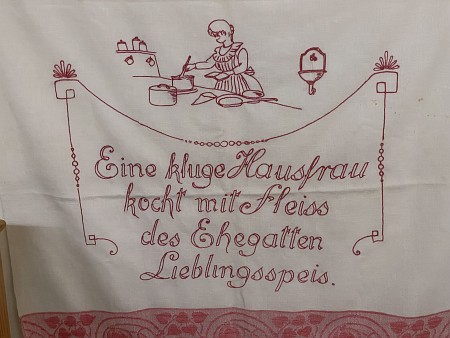 Eine kluge Hausfrau
kocht mit Fleiss
des Ehegatten
Lieblingsspeis.